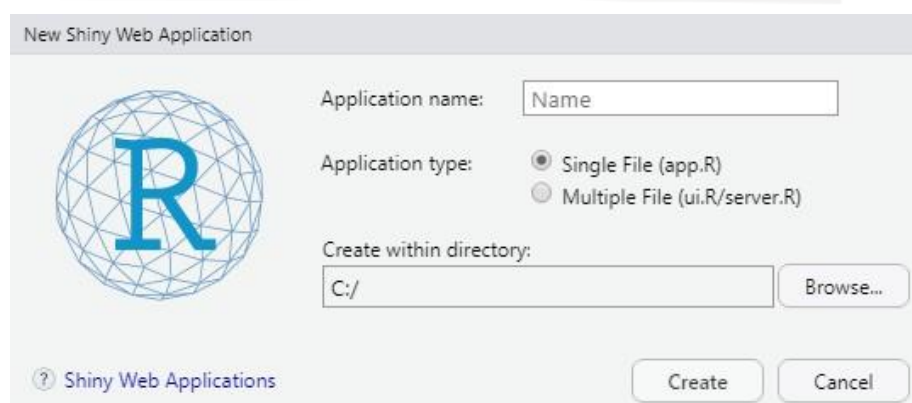 New Shiny Web Application
R
Application name: Name
Application type: Single File (app.R)
Multiple File (ui.R/server.R)
Create within directory:
C:/ Browse...
? Shiny Web Applications Create Cancel